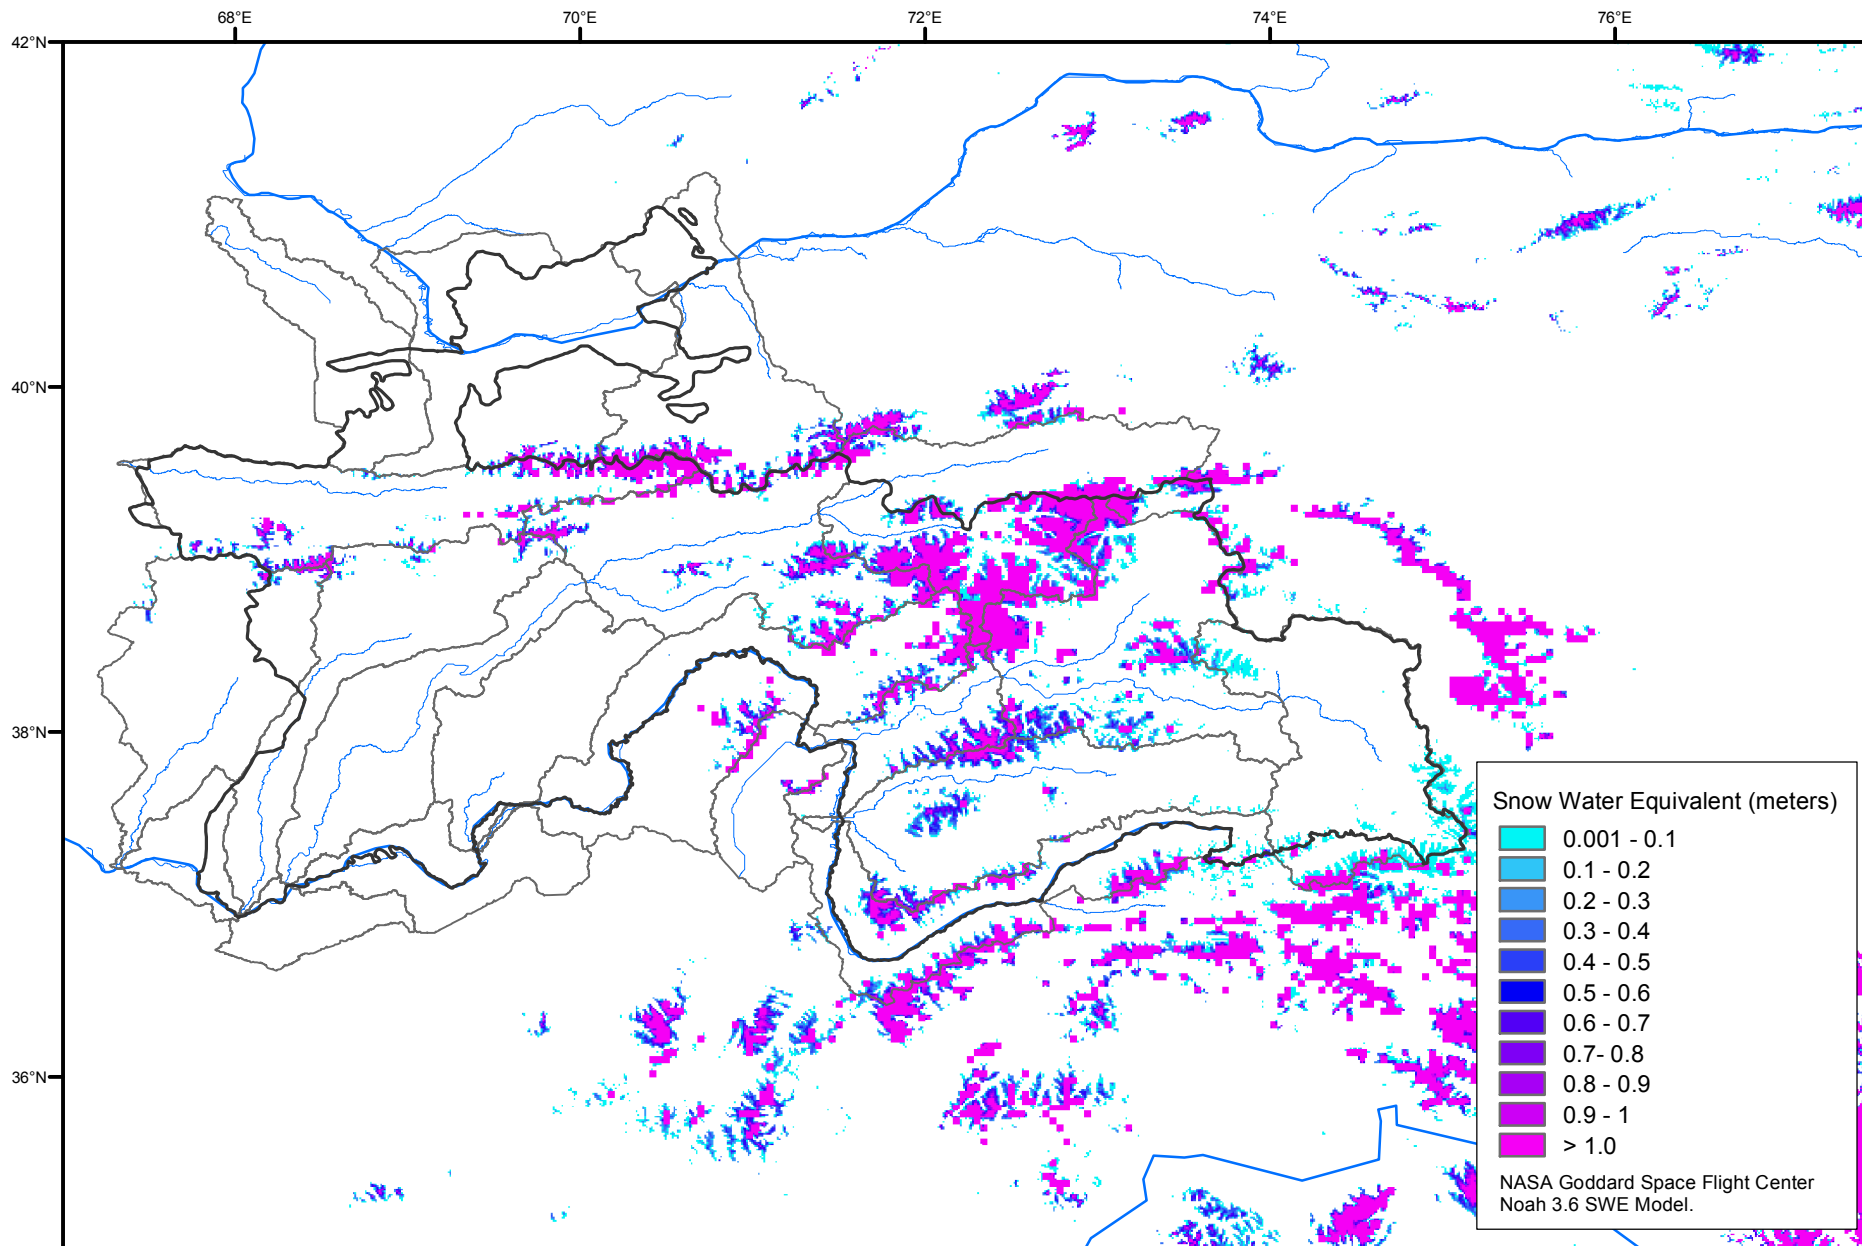 68°E 70°E 72°E 74°E 76°E
42°N
40°N
38°N
36°N
Snow Water Equivalent (meters)
0.001 - 0.1
0.1 - 0.2
0.2 - 0.3
0.3 - 0.4
0.4 - 0.5
0.5 - 0.6
0.6 - 0.7
0.7- 0.8
0.8 - 0.9
0.9 - 1
> 1.0
NASA Goddard Space Flight Center
Noah 3.6 SWE Model.